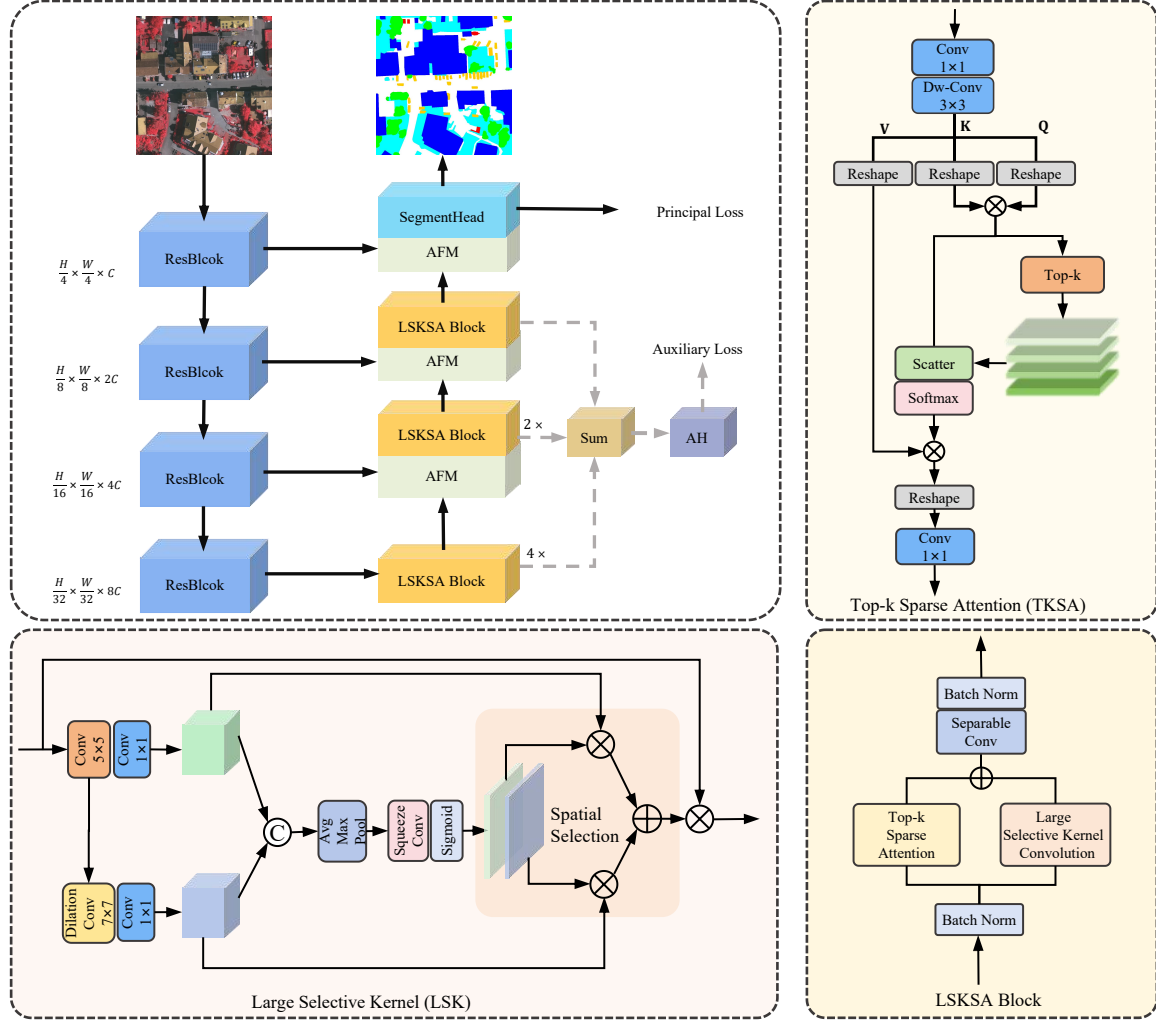 SegmentHead
Principal Loss
ResBlcok
AFM
H/4 × W/4 × C
LSKSA Block
ResBlcok
AFM
Auxiliary Loss
H/8 × W/8 × 2C
LSKSA Block
2 ×
Sum
AH
ResBlcok
AFM
H/16 × W/16 × 4C
4 ×
ResBlcok
LSKSA Block
H/32 × W/32 × 8C
Conv
1×1
Dw-Conv
3×3
V
K
Q
Reshape
Reshape
Reshape
Top-k
Scatter
Softmax
Reshape
Conv
1×1
Top-k Sparse Attention (TKSA)
Conv
5×5
Conv
1×1
C
Avg
Max
Pool
Squeeze
Conv
Sigmoid
Spatial
Selection
Dilation
Conv
7×7
Conv
1×1
Large Selective Kernel (LSK)
Batch Norm
Separable
Conv
Top-k
Sparse
Attention
Large
Selective Kernel
Convolution
Batch Norm
LSKSA Block